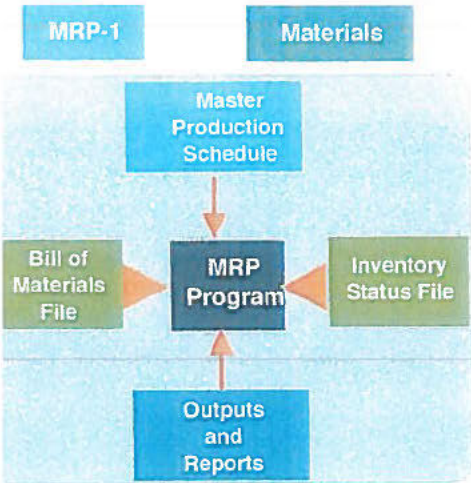 MRP-1
Materials
Master
Production
Schedule
Bill of
Materials
File
MRP
Program
Inventory
Status File
Outputs
and
Reports